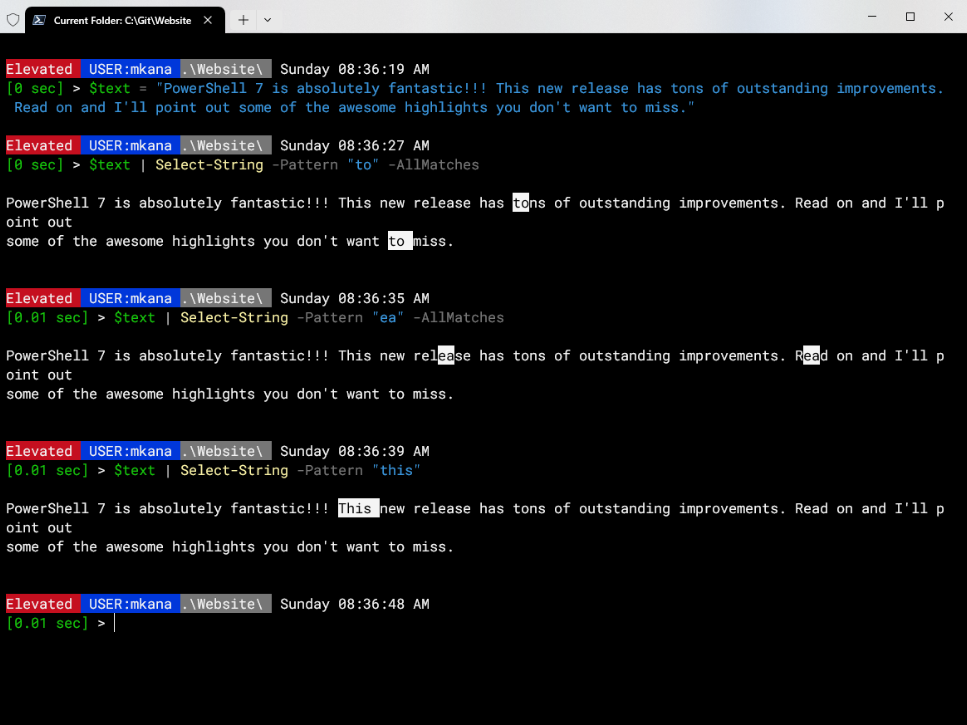 Current Folder: C:\Git\Website
Elevated USER:mkana .\Website\ Sunday 08:36:19 AM
[0 sec] > $text = "PowerShell 7 is absolutely fantastic!!! This new release has tons of outstanding improvements.
Read on and I'll point out some of the awesome highlights you don't want to miss."
Elevated USER:mkana .\Website\ Sunday 08:36:27 AM
[0 sec] > $text | Select-String -Pattern "to" -AllMatches
PowerShell 7 is absolutely fantastic!!! This new release has tons of outstanding improvements. Read on and I'll p
oint out
some of the awesome highlights you don't want to miss.
Elevated USER:mkana .\Website\ Sunday 08:36:35 AM
[0.01 sec] > $text | Select-String -Pattern "ea" -AllMatches
PowerShell 7 is absolutely fantastic!!! This new release has tons of outstanding improvements. Read on and I'll p
oint out
some of the awesome highlights you don't want to miss.
Elevated USER:mkana .\Website\ Sunday 08:36:39 AM
[0.01 sec] > $text | Select-String -Pattern "this"
PowerShell 7 is absolutely fantastic!!! This new release has tons of outstanding improvements. Read on and I'll p
oint out
some of the awesome highlights you don't want to miss.
Elevated USER:mkana .\Website\ Sunday 08:36:48 AM
[0.01 sec] >